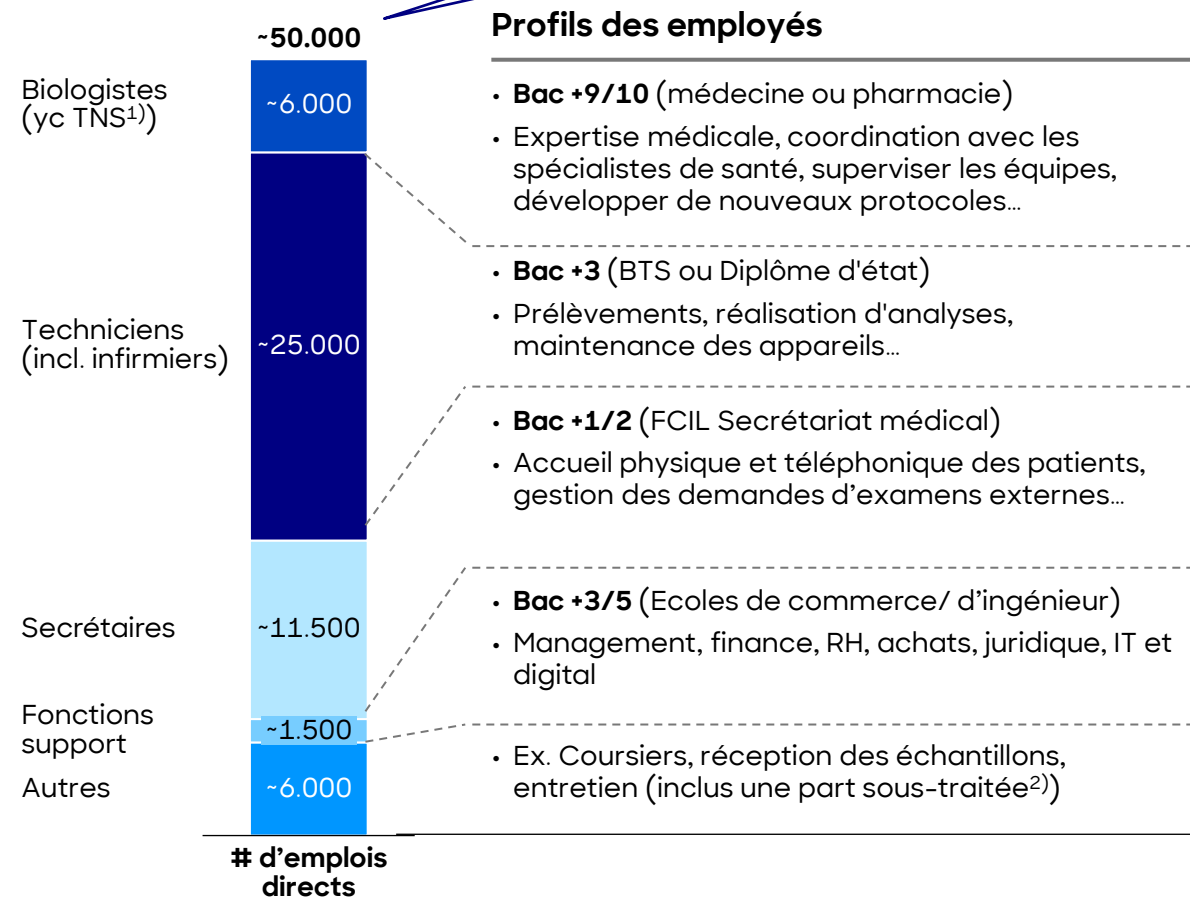 ~50.000
Profils des employés
Biologistes
(yc TNS1))
~6.000
• Bac +9/10 (médecine ou pharmacie)
• Expertise médicale, coordination avec les
spécialistes de santé, superviser les équipes,
développer de nouveaux protocoles…
Techniciens
(incl. infirmiers)
~25.000
• Bac +3 (BTS ou Diplôme d'état)
• Prélèvements, réalisation d'analyses,
maintenance des appareils…
• Bac +1/2 (FCIL Secrétariat médical)
• Accueil physique et téléphonique des patients,
gestion des demandes d’examens externes…
Secrétaires
~11.500
• Bac +3/5 (Ecoles de commerce/ d’ingénieur)
• Management, finance, RH, achats, juridique, IT et
digital
Fonctions
support
~1.500
Autres
~6.000
• Ex. Coursiers, réception des échantillons,
entretien (inclus une part sous-traitée2))
# d’emplois
directs